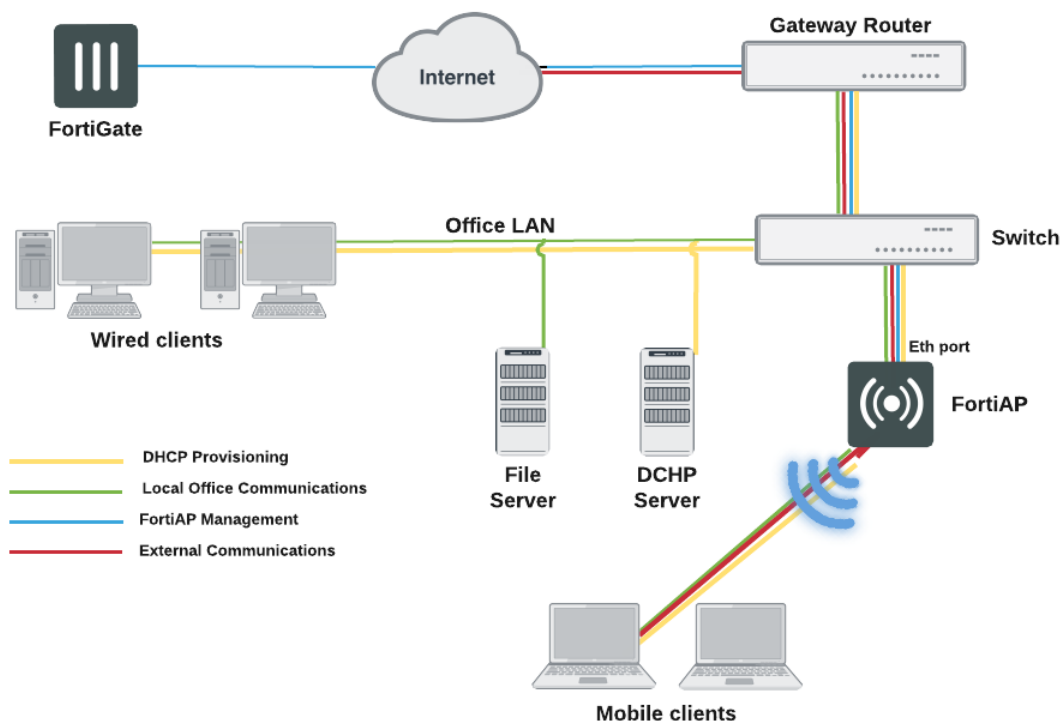 Gateway Router
Internet
FortiGate
Office LAN
Switch
Wired clients
Eth port
FortiAP
DHCP Provisioning
Local Office Communications
FortiAP Management
External Communications
File
Server
DCHP
Server
Mobile clients